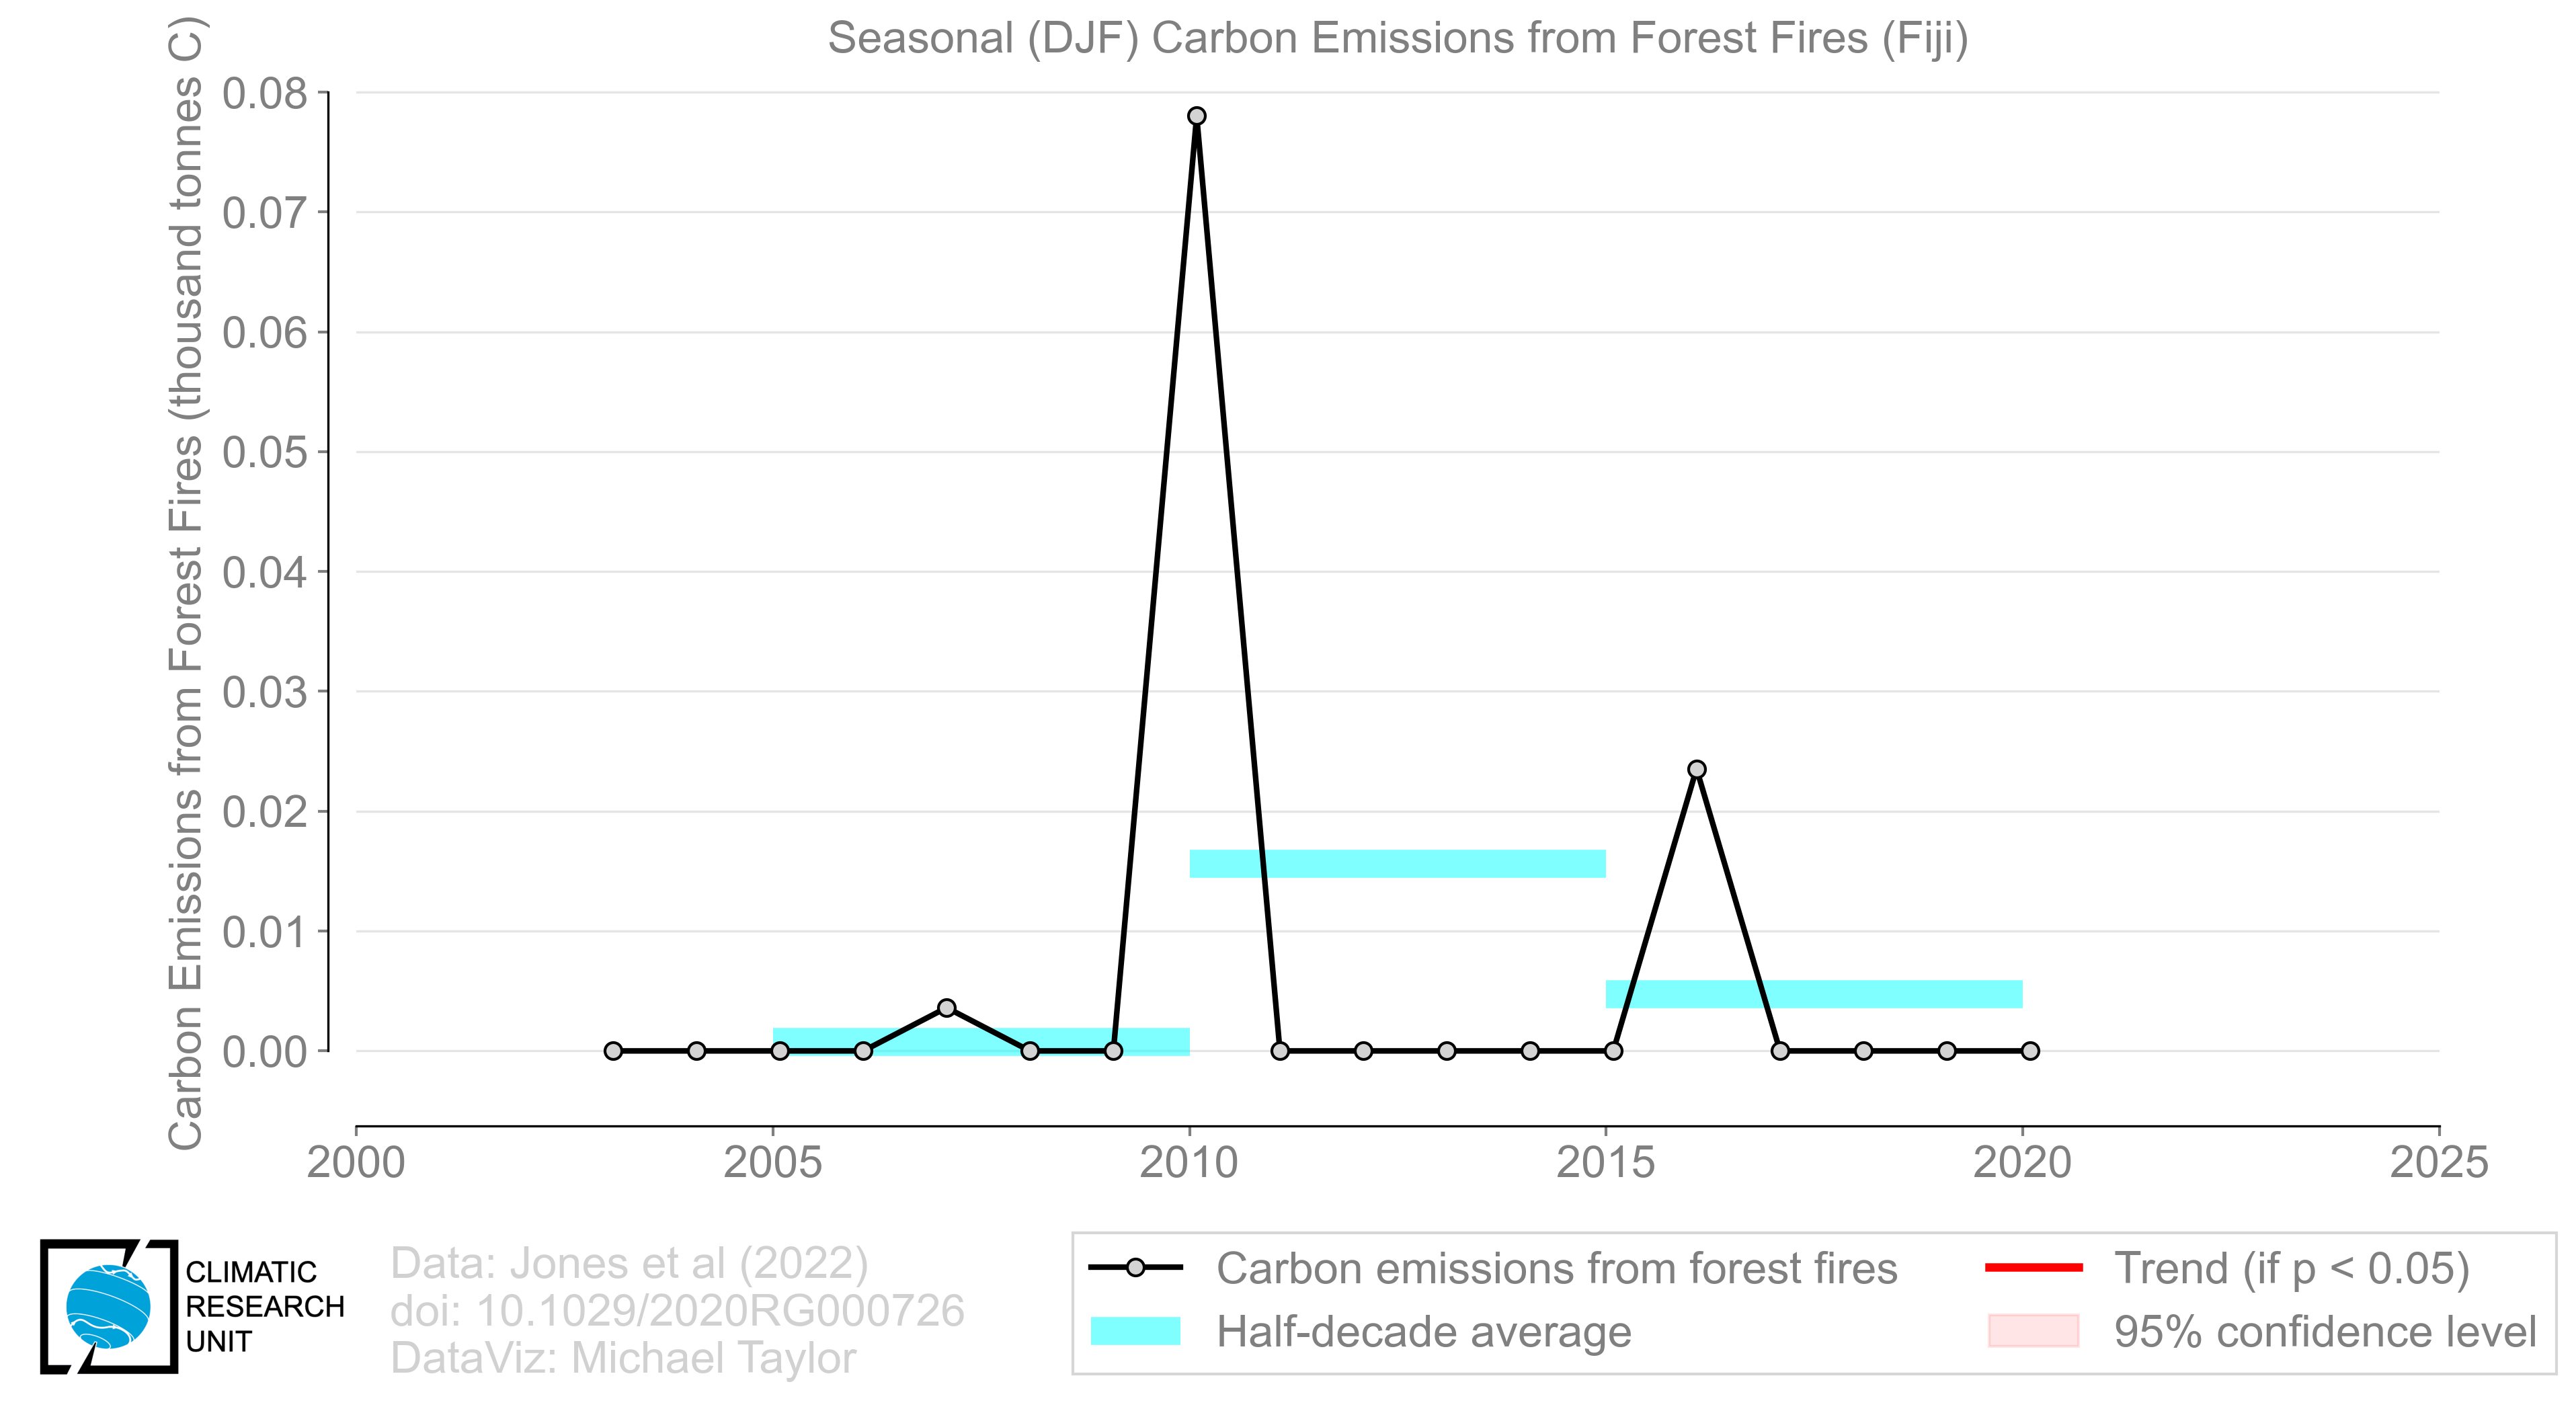 Seasonal (DJF) Carbon Emissions from Forest Fires (Fiji)
Carbon Emissions from Forest Fires (thousand tonnes C)
0.08
0.07
0.06
0.05
0.04
0.03
0.02
0.01
0.00
2000 2005 2010 2015 2020 2025
CLIMATIC
RESEARCH
UNIT
Data: Jones et al (2022)
doi: 10.1029/2020RG000726
DataViz: Michael Taylor
Carbon emissions from forest fires
Half-decade average
Trend (if p < 0.05)
95% confidence level